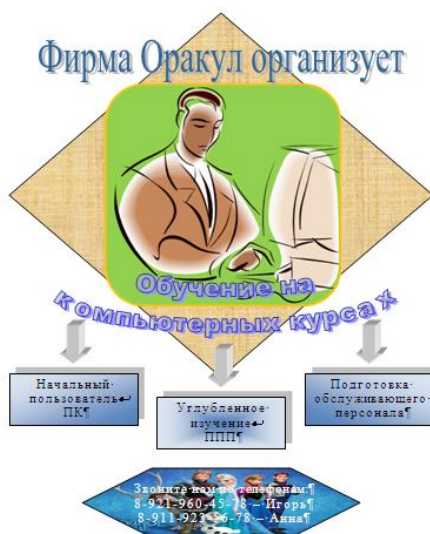 Фирма Оракул организует
Обучение на
компьютерных курсах
Начальный·
пользователь↵
ПК¶
Углубленное·
изучение↵
ППП¶
Подготовка·
обслуживающего·
персонала¶
Звоните нам по телефонам:¶
8-921-960-45-78·–·Игорь¶
8-911-923-56-78·–·Анна¶